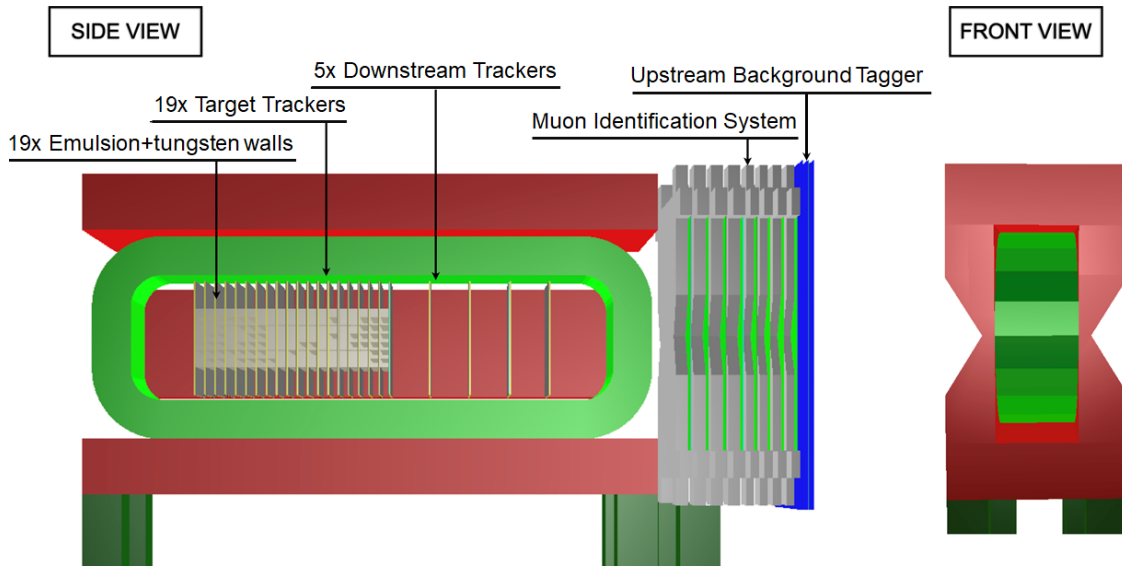 SIDE VIEW
FRONT VIEW
5x Downstream Trackers
Upstream Background Tagger
19x Target Trackers
Muon Identification System
19x Emulsion+tungsten walls